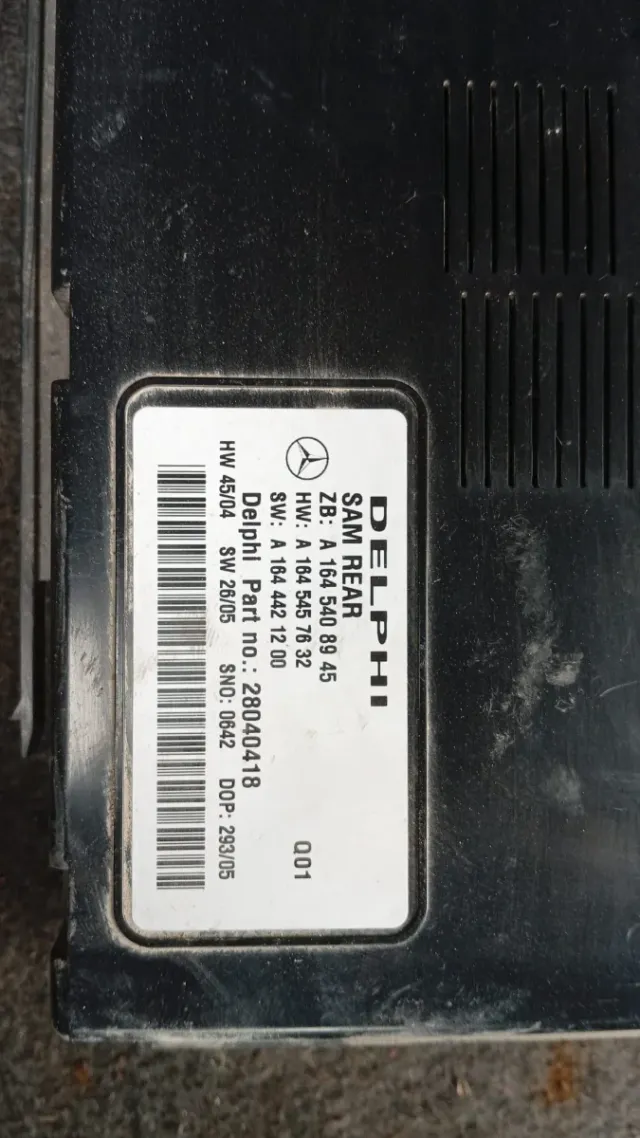 DELPHI
SAM REAR
ZB: A 164 540 89 45
HW: A 164 545 76 32
SW: A 164 442 12 00
Q01
Delphi Part no.: 28040418
HW 45/04 SW 26/05 SNO: 0642 DOP: 293/05